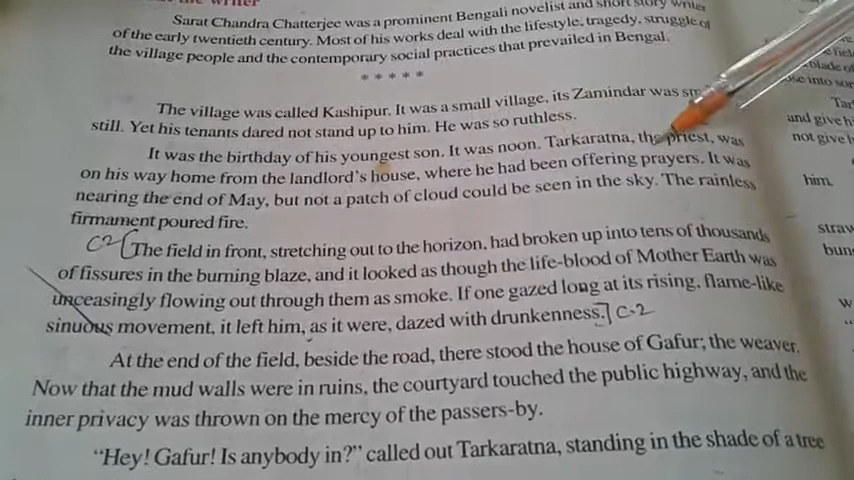 the writer
Sarat Chandra Chatterjee was a prominent Bengali novelist and short story writer
of the early twentieth century. Most of his works deal with the lifestyle, tragedy, struggle of
the village people and the contemporary social practices that prevailed in Bengal.
*****
The village was called Kashipur. It was a small village, its Zamindar was
still. Yet his tenants dared not stand up to him. He was so ruthless.
It was the birthday of his youngest son. It was noon. Tarkaratna, the priest, was
on his way home from the landlord's house, where he had been offering prayers. It was
nearing the end of May, but not a patch of cloud could be seen in the sky. The rainless
firmament poured fire.
C2 [The field in front, stretching out to the horizon, had broken up into tens of thousands
of fissures in the burning blaze, and it looked as though the life-blood of Mother Earth was
unceasingly flowing out through them as smoke. If one gazed long at its rising, flame-like
sinuous movement, it left him, as it were, dazed with drunkenness.] C-2
At the end of the field, beside the road, there stood the house of Gafur, the weaver.
Now that the mud walls were in ruins, the courtyard touched the public highway, and the
inner privacy was thrown on the mercy of the passers-by.
"Hey! Gafur! Is anybody in?" called out Tarkaratna, standing in the shade of a tree
blade of
into
and give
not give
him.
straw